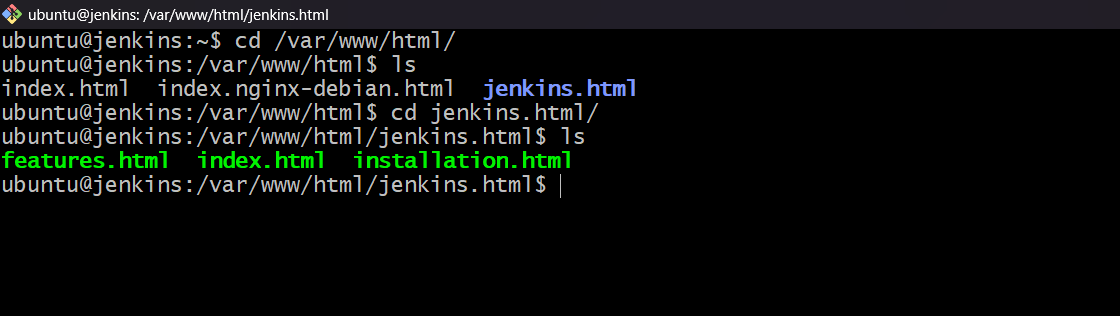 ubuntu@jenkins: /var/www/html/jenkins.html
ubuntu@jenkins:~$ cd /var/www/html/
ubuntu@jenkins:/var/www/html$ ls
index.html  index.nginx-debian.html  jenkins.html
ubuntu@jenkins:/var/www/html$ cd jenkins.html/
ubuntu@jenkins:/var/www/html/jenkins.html$ ls
features.html  index.html  installation.html
ubuntu@jenkins:/var/www/html/jenkins.html$